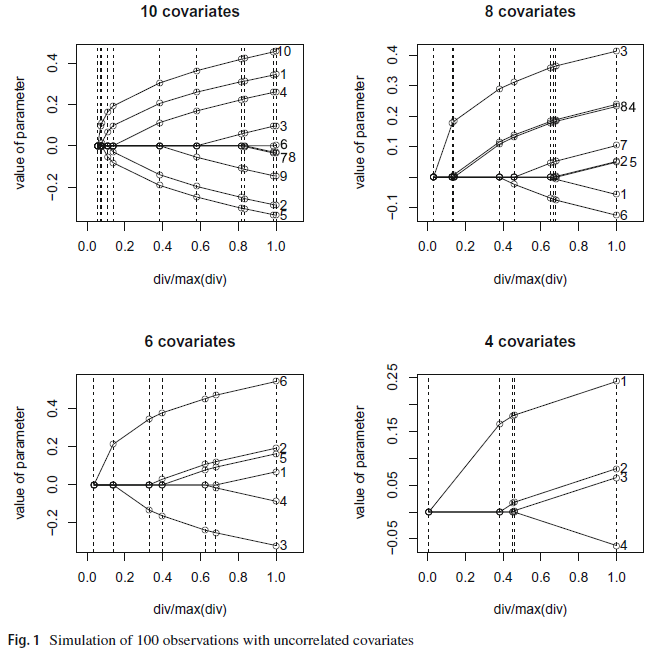 10 covariates
value of parameter
0.4
0.2
0.0
−0.2
10
1
4
3
6
78
9
2
5
0.0 0.2 0.4 0.6 0.8 1.0
div/max(div)
8 covariates
value of parameter
0.4
0.3
0.2
0.1
−0.1
3
84
7
25
1
6
0.0 0.2 0.4 0.6 0.8 1.0
div/max(div)
6 covariates
value of parameter
0.4
0.2
0.0
−0.2
6
2
5
1
4
3
0.0 0.2 0.4 0.6 0.8 1.0
div/max(div)
4 covariates
value of parameter
0.25
0.15
0.05
−0.05
1
2
3
4
0.0 0.2 0.4 0.6 0.8 1.0
div/max(div)
Fig. 1 Simulation of 100 observations with uncorrelated covariates